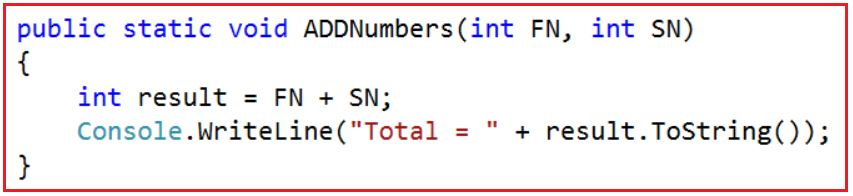 public static void ADDNumbers(int FN, int SN)
{
    int result = FN + SN;
    Console.WriteLine("Total = " + result.ToString());
}